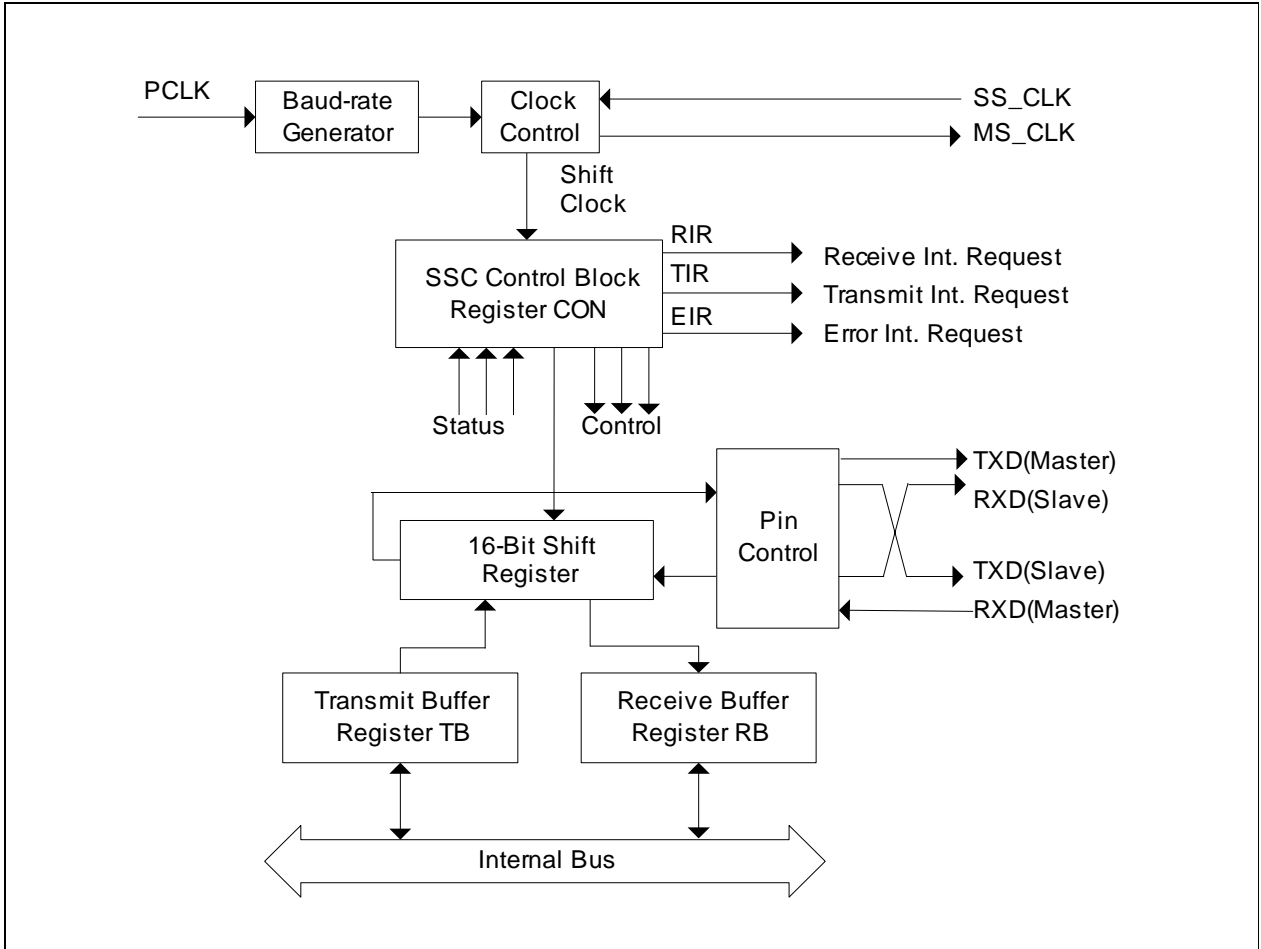 PCLK
Baud-rate
Generator
Clock
Control
SS_CLK
MS_CLK
Shift
Clock
SSC Control Block
Register CON
RIR
TIR
EIR
Receive Int. Request
Transmit Int. Request
Error Int. Request
Status
Control
16-Bit Shift
Register
Pin
Control
TXD(Master)
RXD(Slave)
TXD(Slave)
RXD(Master)
Transmit Buffer
Register TB
Receive Buffer
Register RB
Internal Bus